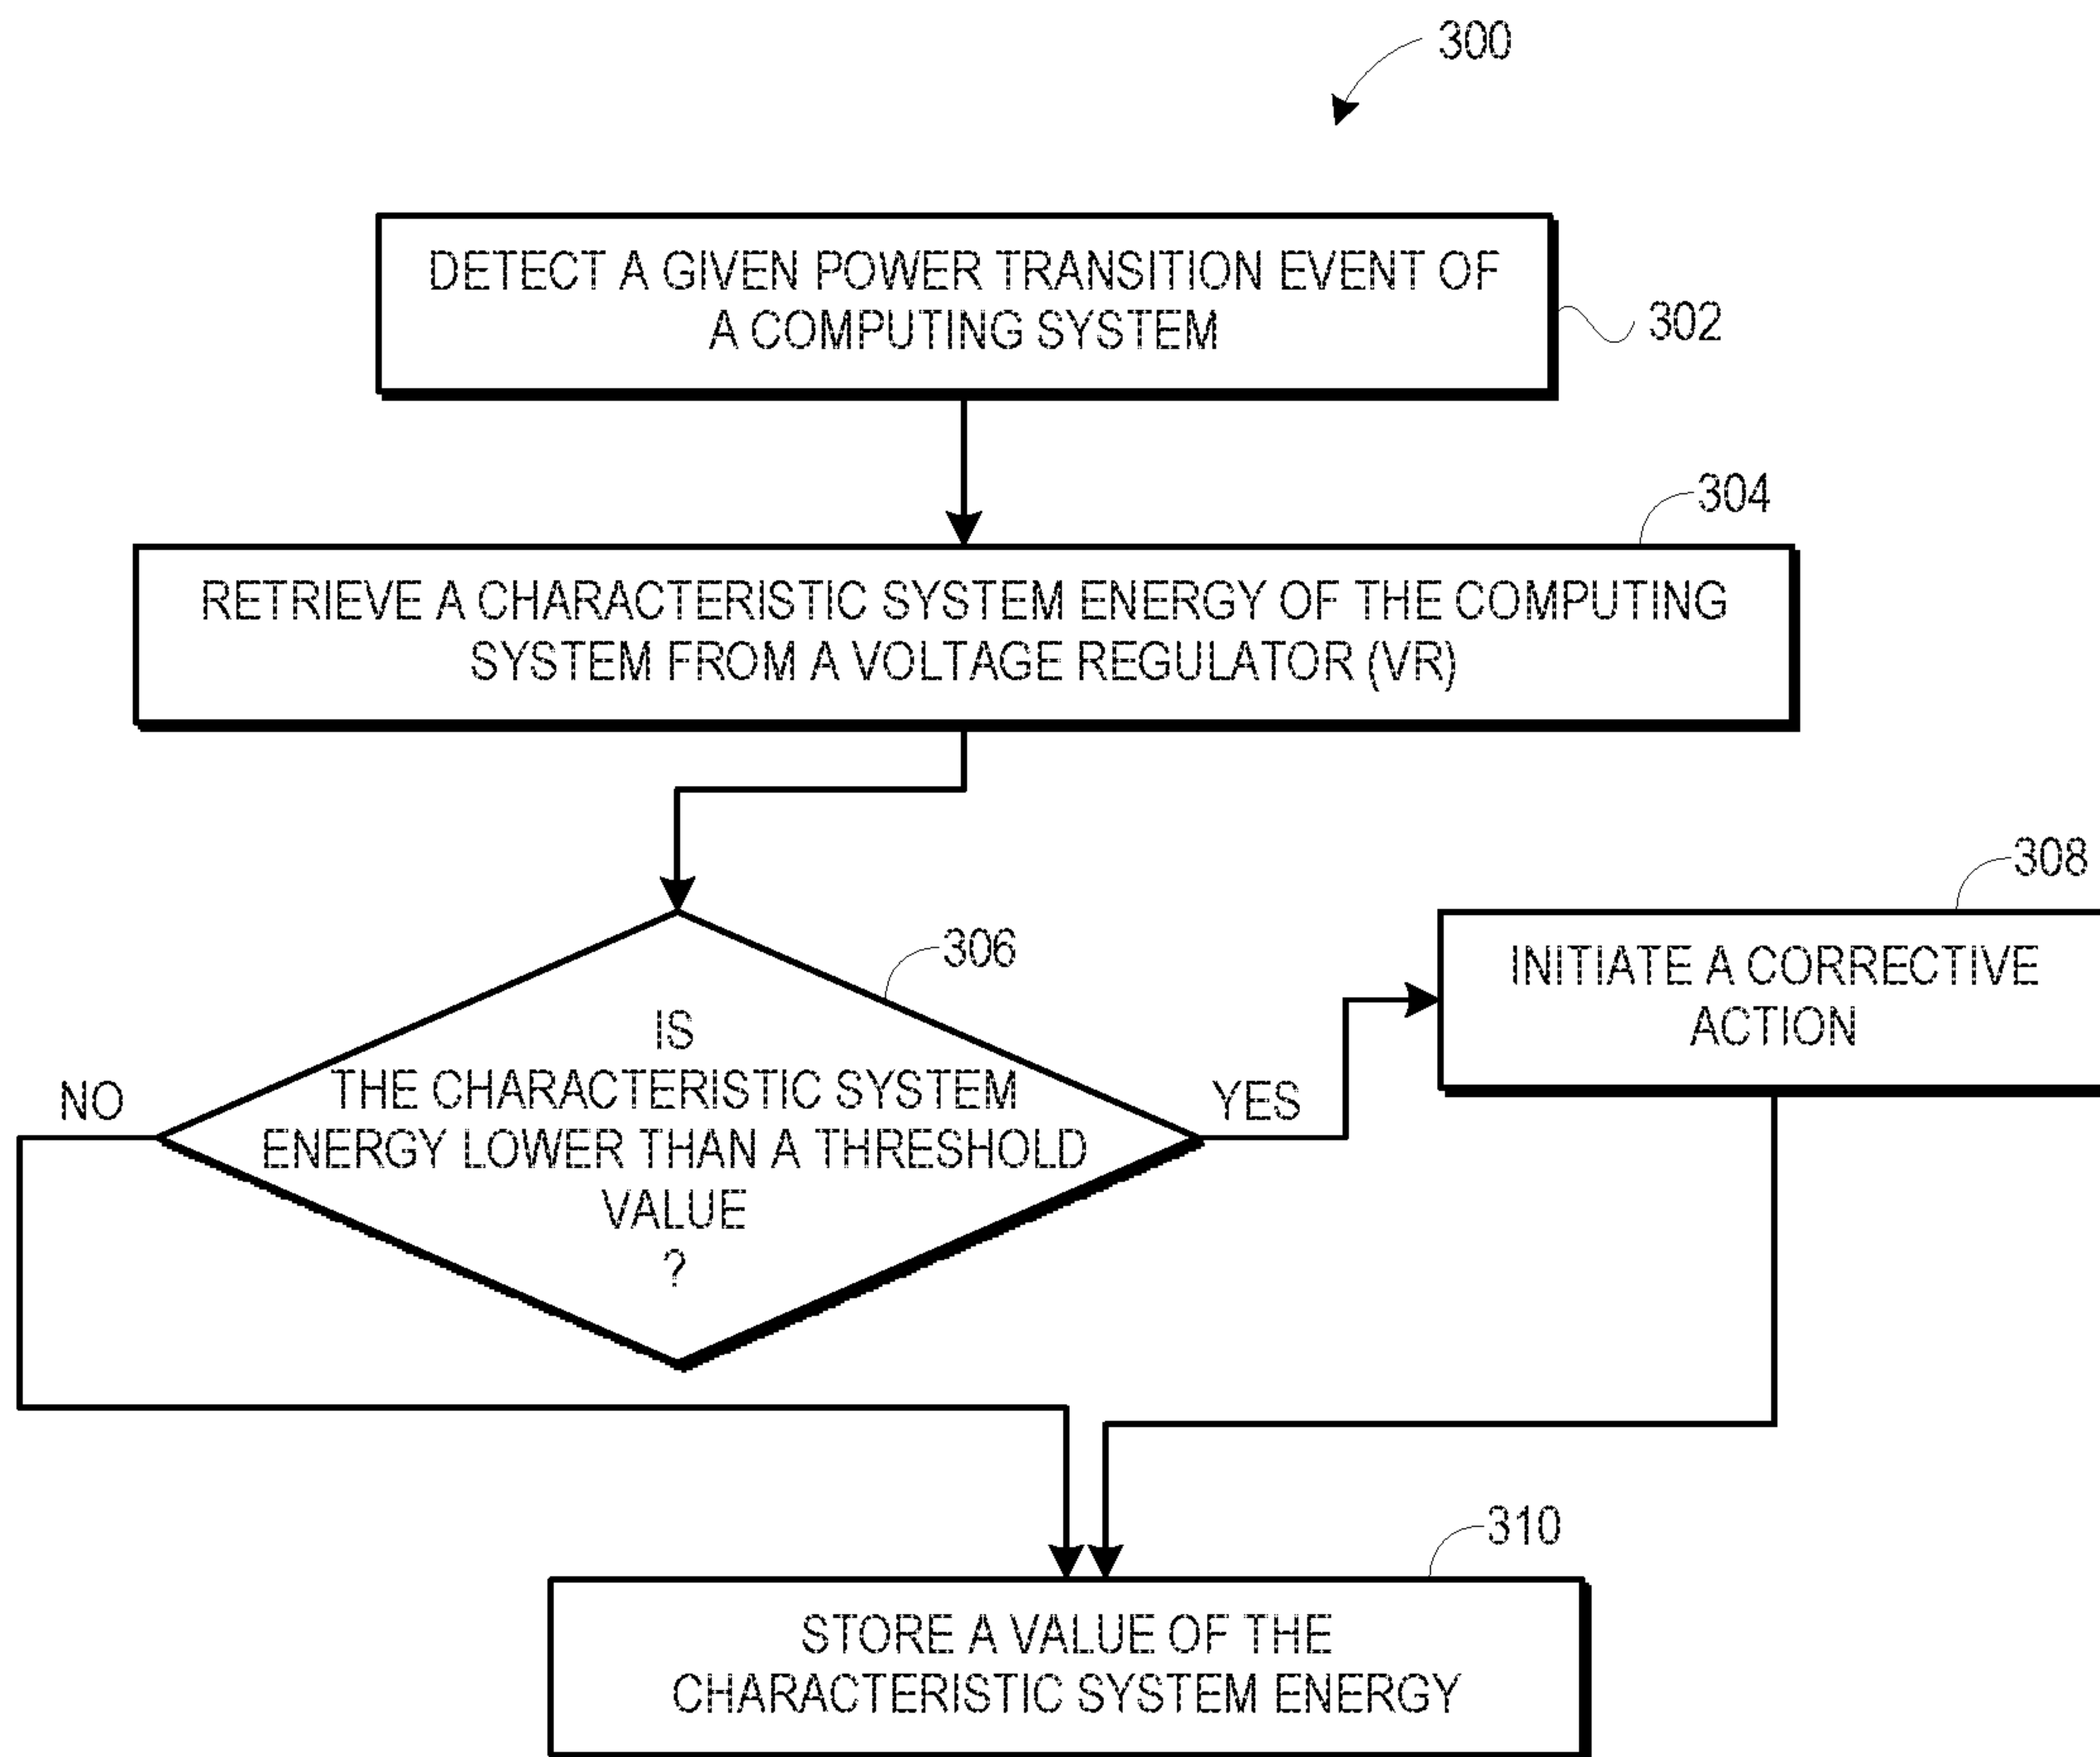 300
DETECT A GIVEN POWER TRANSITION EVENT OF
A COMPUTING SYSTEM
302
304
RETRIEVE A CHARACTERISTIC SYSTEM ENERGY OF THE COMPUTING
SYSTEM FROM A VOLTAGE REGULATOR (VR)
306
IS
THE CHARACTERISTIC SYSTEM
ENERGY LOWER THAN A THRESHOLD
VALUE
?
NO
YES
308
INITIATE A CORRECTIVE
ACTION
310
STORE A VALUE OF THE
CHARACTERISTIC SYSTEM ENERGY